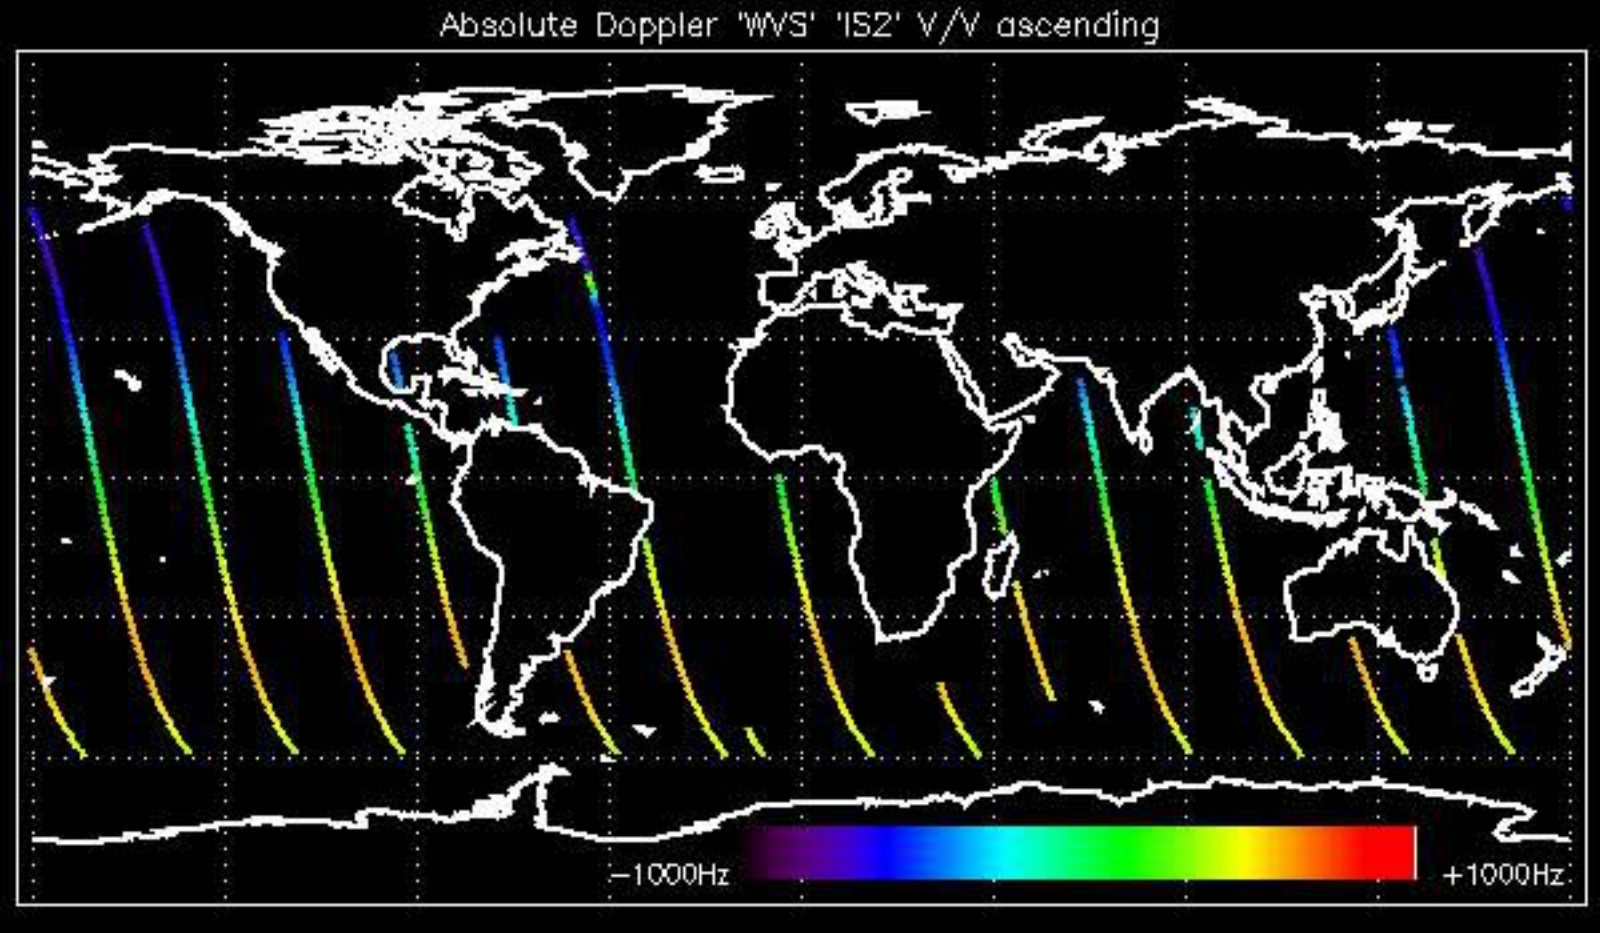 Absolute Doppler 'WVS' 'IS2' V/V ascending
−1000Hz +1000Hz